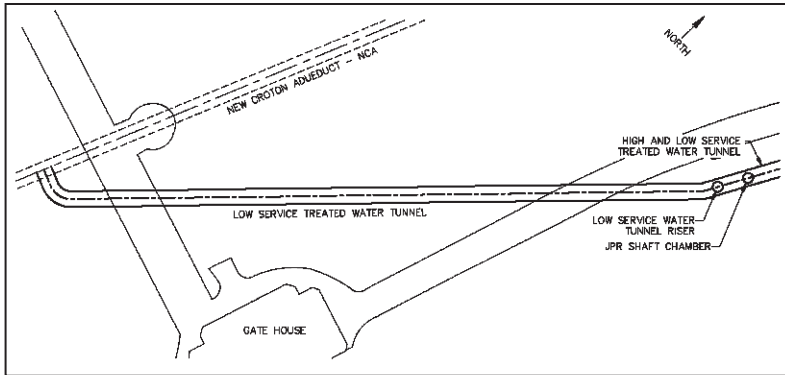 NORTH
NEW CROTON ADUEDUCT - NCA
HIGH AND LOW SERVICE
TREATED WATER TUNNEL
LOW SERVICE TREATED WATER TUNNEL
LOW SERVICE WATER
TUNNEL RISER
JPR SHAFT CHAMBER
GATE HOUSE